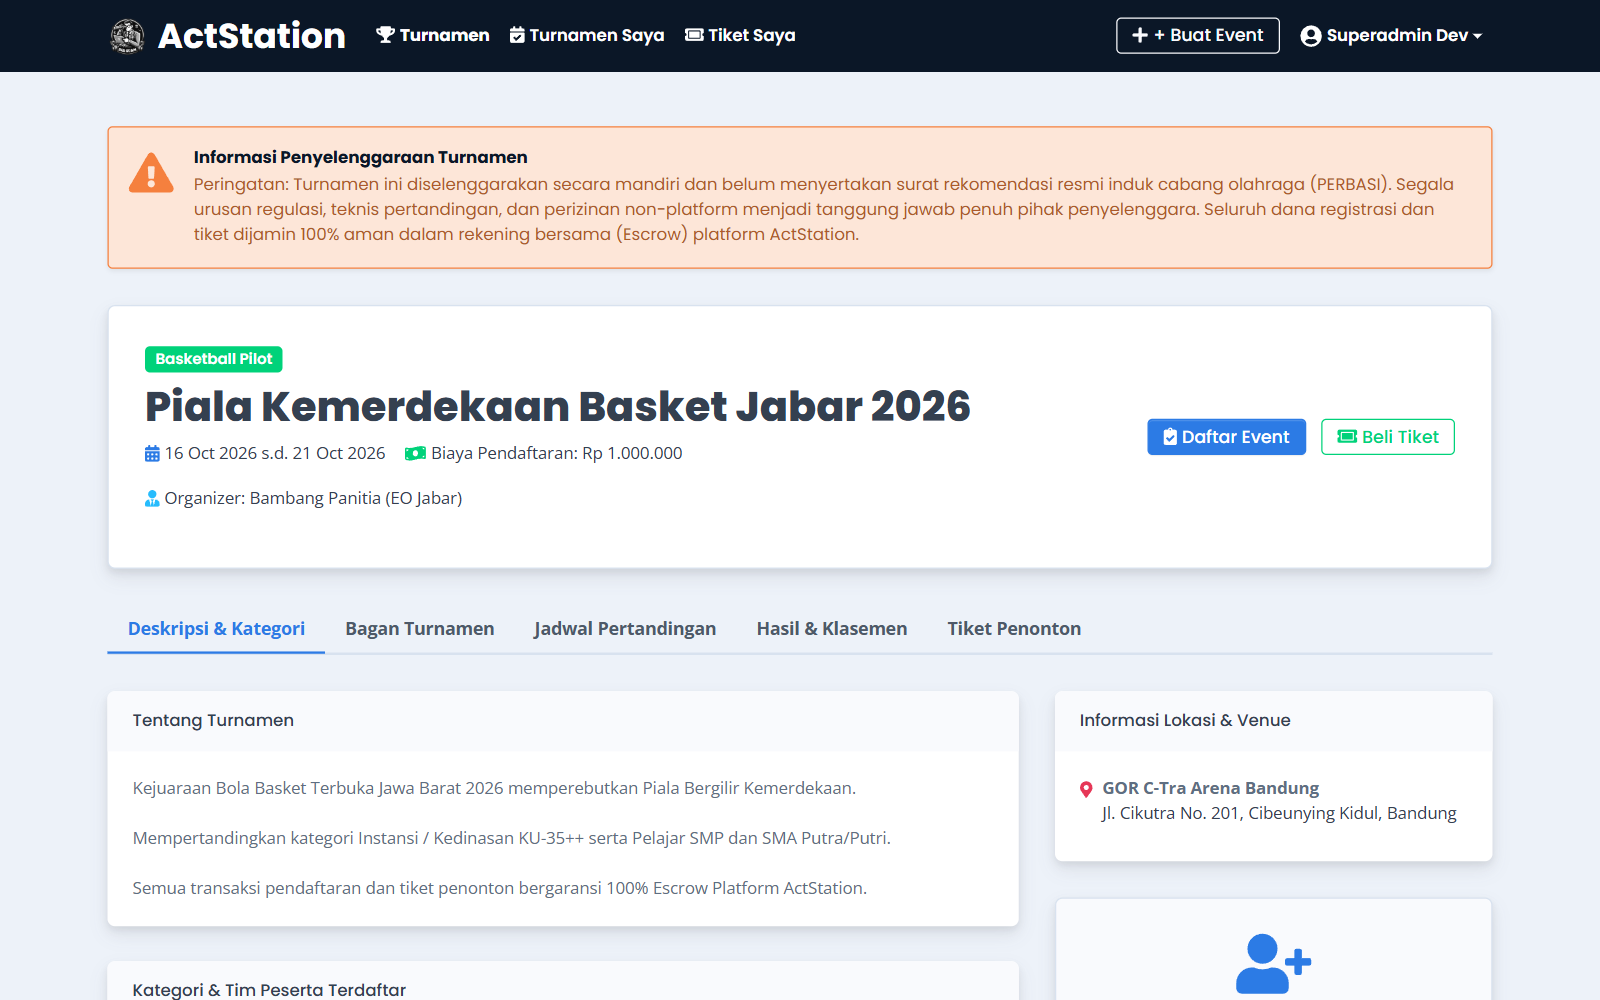 ActStation
Turnamen
Turnamen Saya
Tiket Saya
+ Buat Event
Superadmin Dev
Informasi Penyelenggaraan Turnamen
Peringatan: Turnamen ini diselenggarakan secara mandiri dan belum menyertakan surat rekomendasi resmi induk cabang olahraga (PERBASI). Segala
urusan regulasi, teknis pertandingan, dan perizinan non-platform menjadi tanggung jawab penuh pihak penyelenggara. Seluruh dana registrasi dan
tiket dijamin 100% aman dalam rekening bersama (Escrow) platform ActStation.
Basketball Pilot
Piala Kemerdekaan Basket Jabar 2026
16 Oct 2026 s.d. 21 Oct 2026
Biaya Pendaftaran: Rp 1.000.000
Organizer: Bambang Panitia (EO Jabar)
Daftar Event
Beli Tiket
Deskripsi & Kategori
Bagan Turnamen
Jadwal Pertandingan
Hasil & Klasemen
Tiket Penonton
Tentang Turnamen
Kejuaraan Bola Basket Terbuka Jawa Barat 2026 memperebutkan Piala Bergilir Kemerdekaan.
Mempertandingkan kategori Instansi / Kedinasan KU-35++ serta Pelajar SMP dan SMA Putra/Putri.
Semua transaksi pendaftaran dan tiket penonton bergaransi 100% Escrow Platform ActStation.
Informasi Lokasi & Venue
GOR C-Tra Arena Bandung
Jl. Cikutra No. 201, Cibeunying Kidul, Bandung
Kategori & Tim Peserta Terdaftar